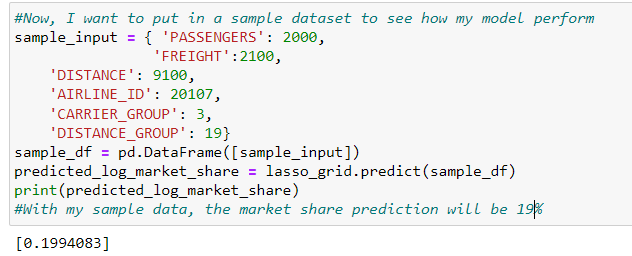 #Now, I want to put in a sample dataset to see how my model perform
sample_input = { 'PASSENGERS': 2000,
'FREIGHT':2100,
'DISTANCE': 9100,
'AIRLINE_ID': 20107,
'CARRIER_GROUP': 3,
'DISTANCE_GROUP': 19}
sample_df = pd.DataFrame([sample_input])
predicted_log_market_share = lasso_grid.predict(sample_df)
print(predicted_log_market_share)
#With my sample data, the market share prediction will be 19%
[0.1994083]